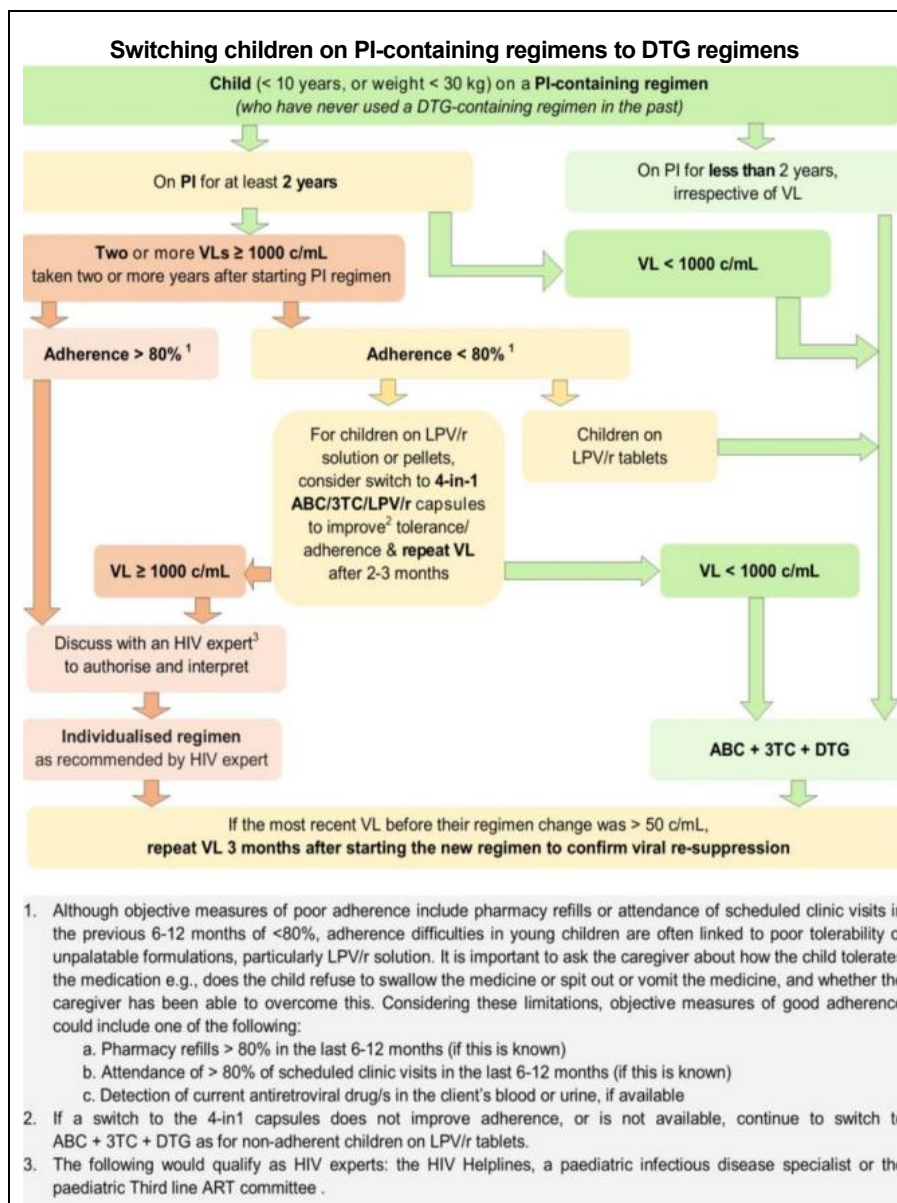 Switching children on PI-containing regimens to DTG regimens
Child (< 10 years, or weight < 30 kg) on a PI-containing regimen
(who have never used a DTG-containing regimen in the past)
On PI for at least 2 years
On PI for less than 2 years,
irrespective of VL
Two or more VLs ≥ 1000 c/mL
taken two or more years after starting PI regimen
VL < 1000 c/mL
Adherence > 80% ¹
Adherence < 80% ¹
For children on LPV/r
solution or pellets,
consider switch to 4-in-1
ABC/3TC/LPV/r capsules
to improve² tolerance/
adherence & repeat VL
after 2-3 months
Children on
LPV/r tablets
VL ≥ 1000 c/mL
VL < 1000 c/mL
Discuss with an HIV expert³
to authorise and interpret
Individualised regimen
as recommended by HIV expert
ABC + 3TC + DTG
If the most recent VL before their regimen change was > 50 c/mL,
repeat VL 3 months after starting the new regimen to confirm viral re-suppression
1. Although objective measures of poor adherence include pharmacy refills or attendance of scheduled clinic visits i
the previous 6-12 months of <80%, adherence difficulties in young children are often linked to poor tolerability o
unpalatable formulations, particularly LPV/r solution. It is important to ask the caregiver about how the child tolerate
the medication e.g., does the child refuse to swallow the medicine or spit out or vomit the medicine, and whether the
caregiver has been able to overcome this. Considering these limitations, objective measures of good adherence
could include one of the following:
a. Pharmacy refills > 80% in the last 6-12 months (if this is known)
b. Attendance of > 80% of scheduled clinic visits in the last 6-12 months (if this is known)
c. Detection of current antiretroviral drug/s in the client's blood or urine, if available
2. If a switch to the 4-in1 capsules does not improve adherence, or is not available, continue to switch t
ABC + 3TC + DTG as for non-adherent children on LPV/r tablets.
3. The following would qualify as HIV experts: the HIV Helplines, a paediatric infectious disease specialist or the
paediatric Third line ART committee .